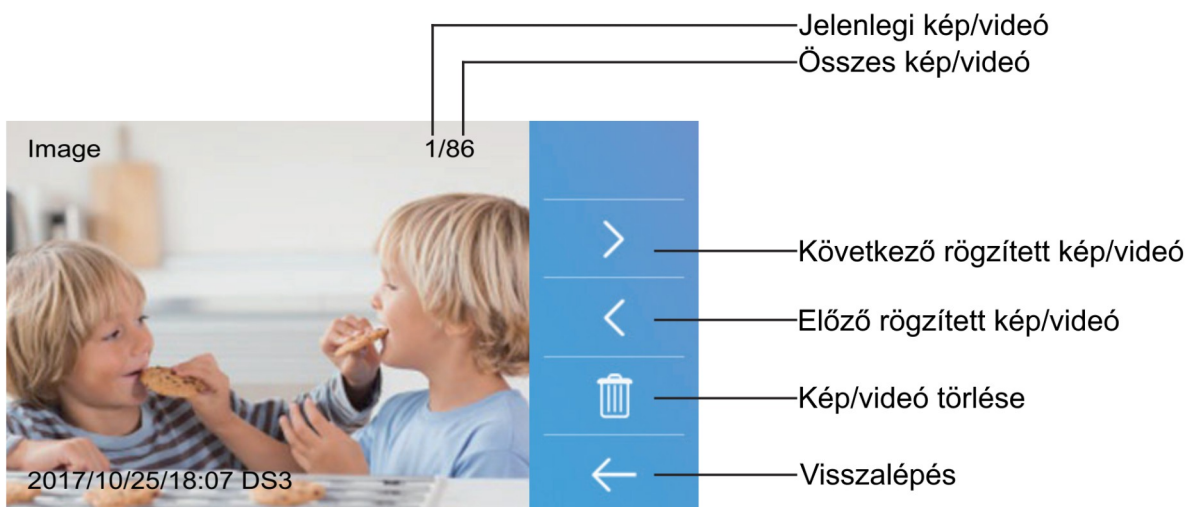 Jelenlegi kép/videó
Összes kép/videó
Image 1/86
Következő rögzített kép/videó
Előző rögzített kép/videó
Kép/videó törlése
Visszalépés
2017/10/25/18:07 DS3